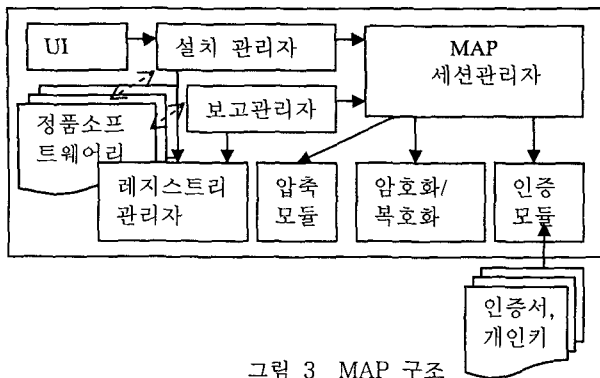 UI
설치 관리자
MAP
세션관리자
보고관리자
정품소프
트웨어리
레지스트리
관리자
압축
모듈
암호화/
복호화
인증
모듈
인증서,
개인키
그림 3 MAP 구조